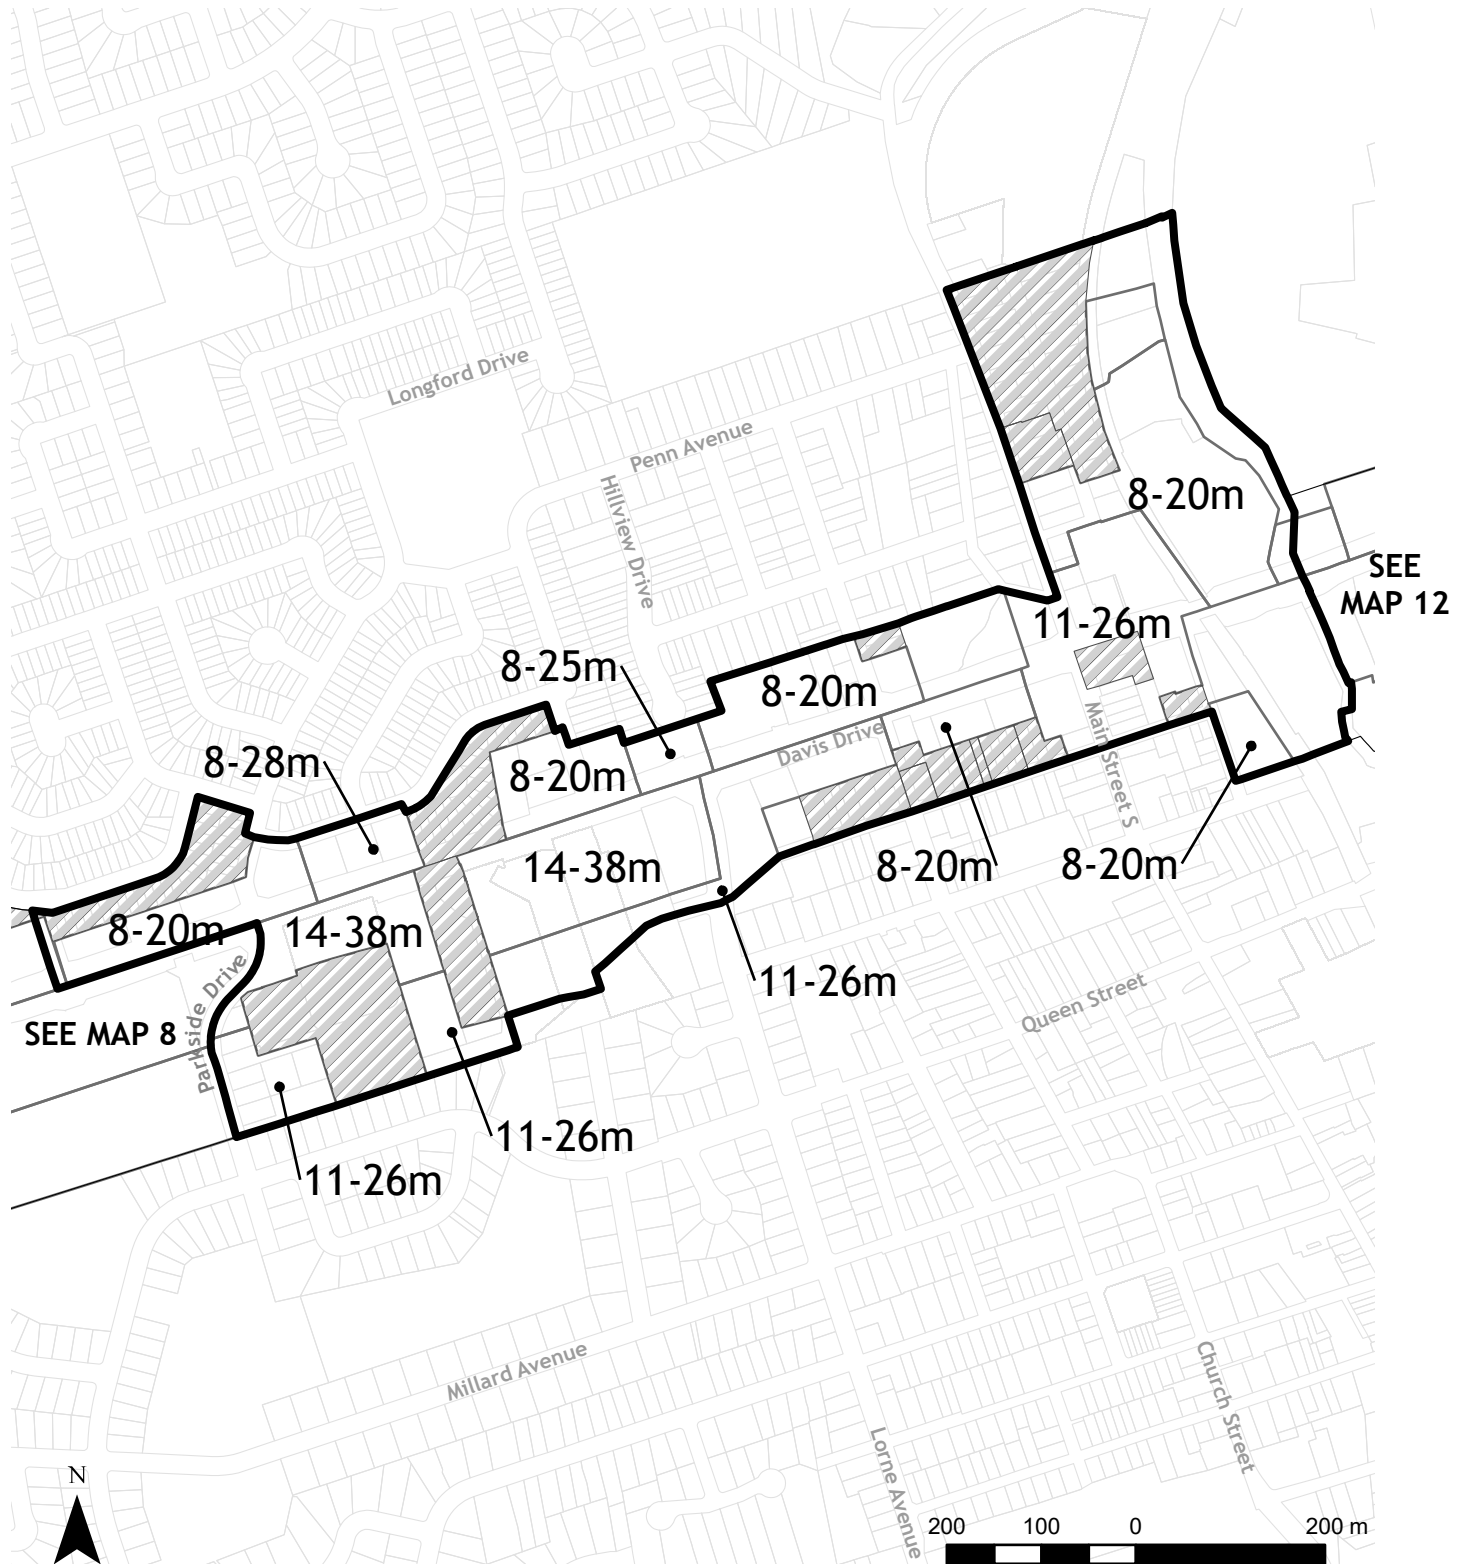 Longford Drive
Penn Avenue
Hillview Drive
8-20m
SEE
MAP 12
11-26m
8-25m
8-20m
Main Street S
Davis Drive
8-28m
8-20m
14-38m
8-20m
8-20m
8-20m
14-38m
Parkside Drive
11-26m
Queen Street
SEE MAP 8
11-26m
11-26m
Millard Avenue
Church Street
Lorne Avenue
N
200 100 0 200 m